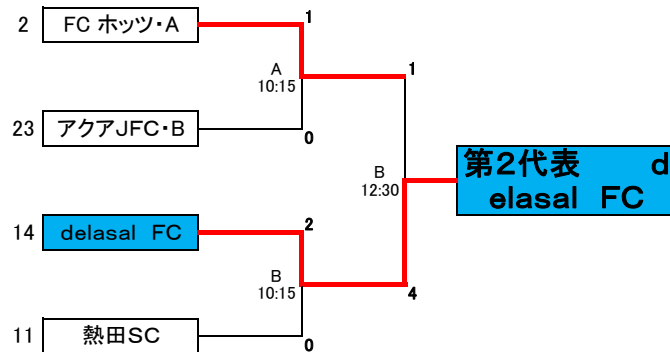 2 FC ホッツ・A 1
A
10:15
1
23 アクアJFC・B 0
B
12:30
第2代表 d
elasal FC
14 delasal FC 2
B
10:15
4
11 熱田SC 0